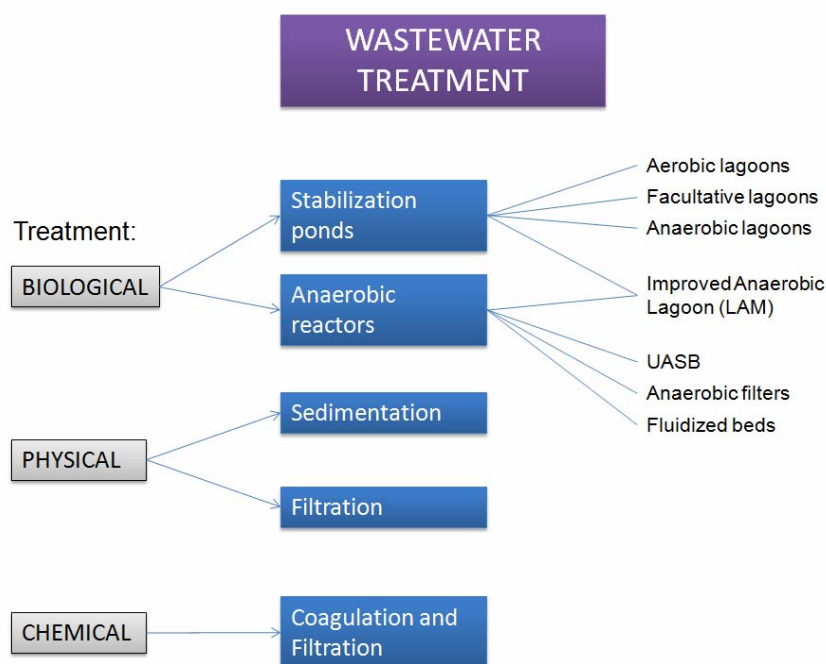 WASTEWATER
TREATMENT
Treatment:
BIOLOGICAL
Stabilization
ponds
Aerobic lagoons
Facultative lagoons
Anaerobic lagoons
Anaerobic
reactors
Improved Anaerobic
Lagoon (LAM)
UASB
Anaerobic filters
Fluidized beds
PHYSICAL
Sedimentation
Filtration
CHEMICAL
Coagulation and
Filtration